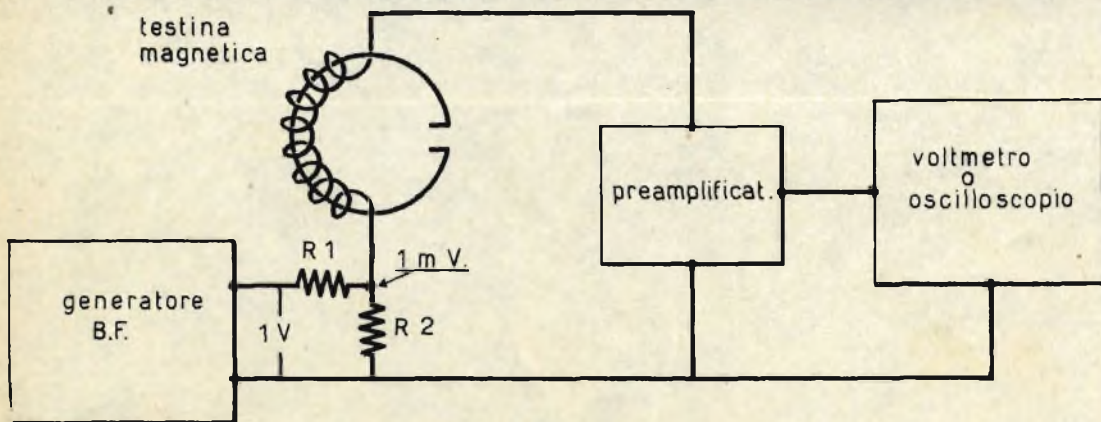 testina
magnetica
preamplificat.
voltmetro
o
oscilloscopio
R 1
1 m V.
generatore
B.F.
1 V
R 2